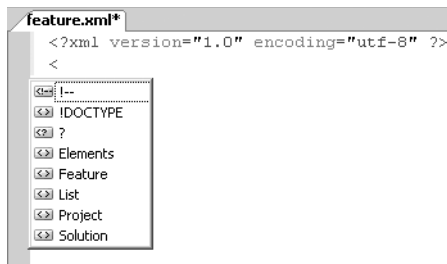 feature.xml*
<?xml version="1.0" encoding="utf-8" ?>
<
<!-- !--
<> !DOCTYPE
<? ?
<> Elements
<> Feature
<> List
<> Project
<> Solution